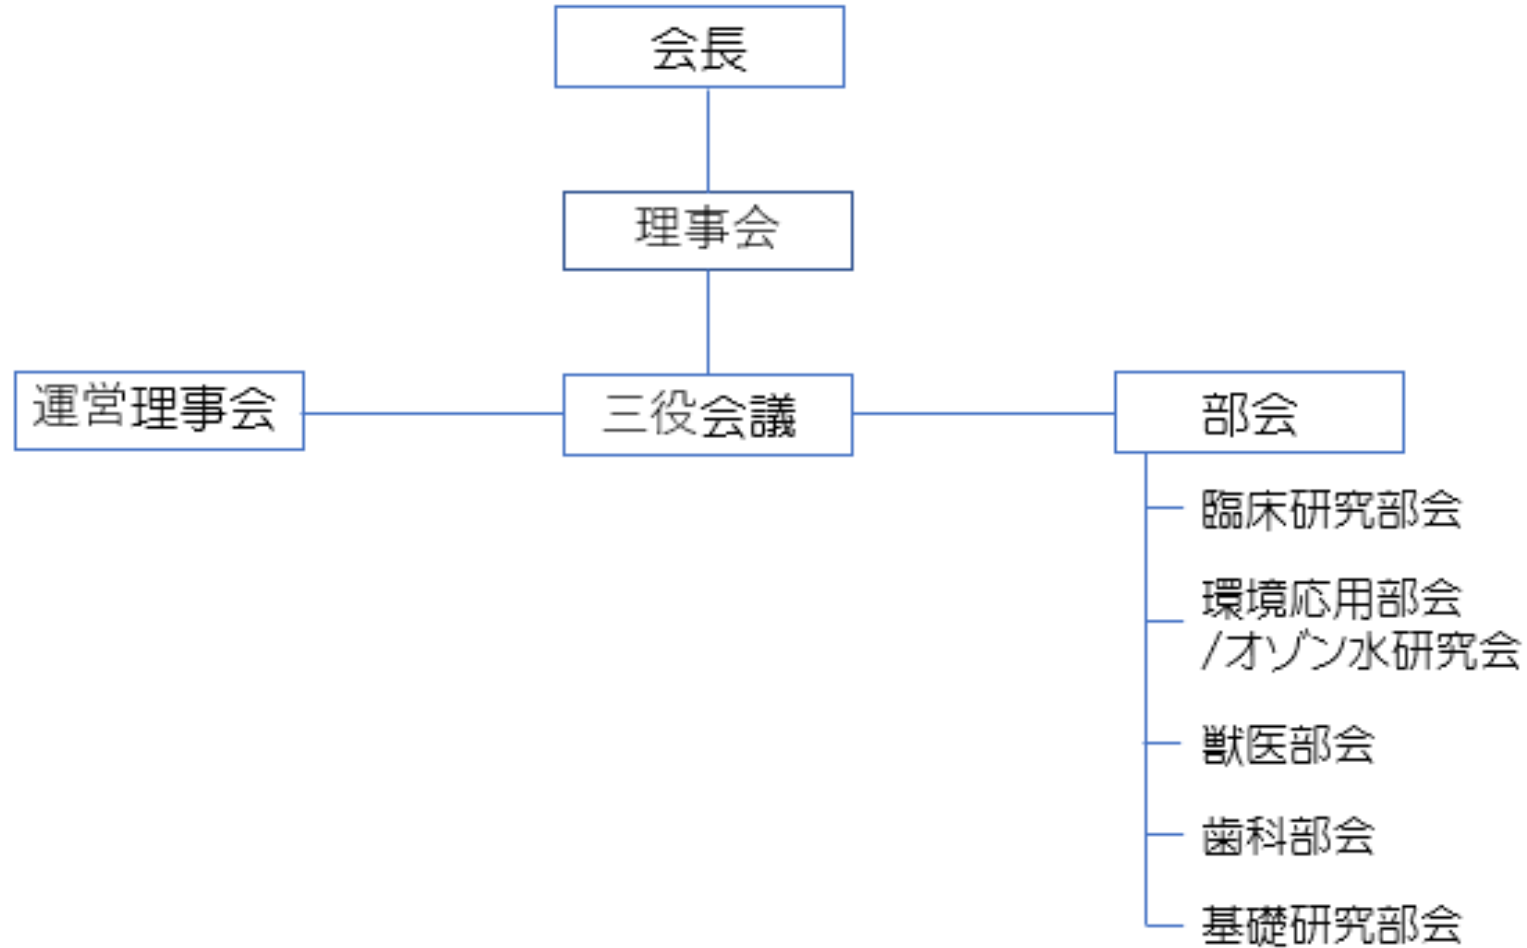 会長
理事会
運営理事会
三役会議
部会
臨床研究部会
環境応用部会
/オゾン水研究会
獣医部会
歯科部会
基礎研究部会